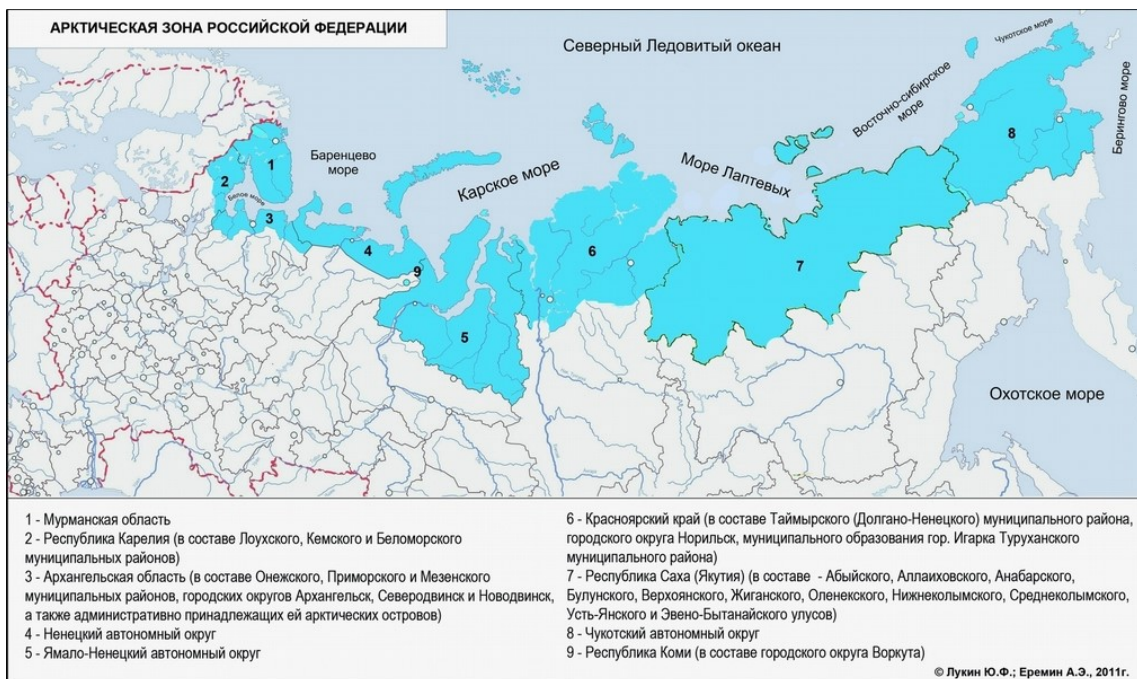 АРКТИЧЕСКАЯ ЗОНА РОССИЙСКОЙ ФЕДЕРАЦИИ
Северный Ледовитый океан
Чукотское море
Берингово море
Восточно-сибирское море
Баренцево море
Карское море
Море Лаптевых
Белое море
Охотское море
1
2
3
4
9
5
6
7
8
1 - Мурманская область
2 - Республика Карелия (в составе Лоухского, Кемского и Беломорского
муниципальных районов)
3 - Архангельская область (в составе Онежского, Приморского и Мезенского
муниципальных районов, городских округов Архангельск, Северодвинск и Новодвинск,
а также административно принадлежащих ей арктических островов)
4 - Ненецкий автономный округ
5 - Ямало-Ненецкий автономный округ
6 - Красноярский край (в составе Таймырского (Долгано-Ненецкого) муниципального района,
городского округа Норильск, муниципального образования гор. Игарка Туруханского
муниципального района)
7 - Республика Саха (Якутия) (в составе - Абыйского, Аллаиховского, Анабарского,
Булунского, Верхоянского, Жиганского, Оленекского, Нижнеколымского, Среднеколымского,
Усть-Янского и Эвено-Бытанайского улусов)
8 - Чукотский автономный округ
9 - Республика Коми (в составе городского округа Воркута)
© Лукин Ю.Ф.; Еремин А.Э., 2011г.